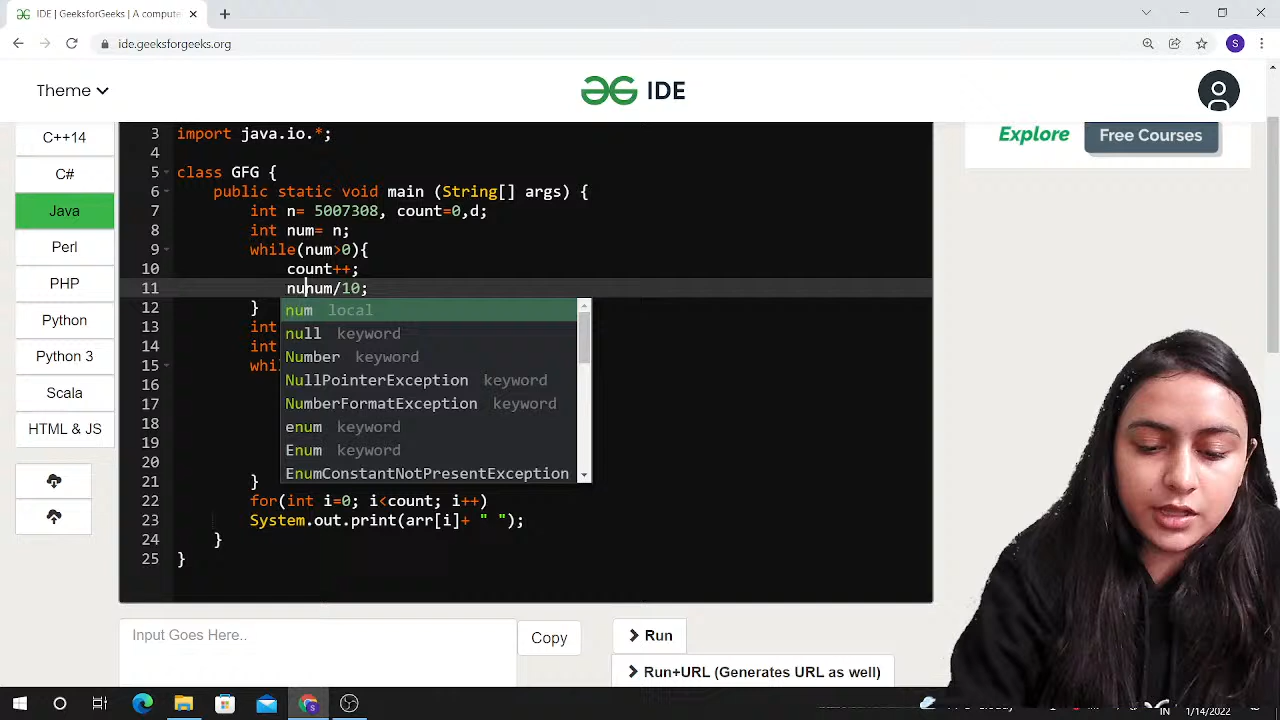 IDE | GeeksforGeeks | A compute
ide.geeksforgeeks.org
S
Theme
IDE
C++14
C#
Java
Perl
PHP
Python
Python 3
Scala
HTML & JS
3 import java.io.*;
4
5 class GFG {
6 public static void main (String[] args) {
7 int n= 5007308, count=0,d;
8 int num= n;
9 while(num>0){
10 count++;
11 nunum/10;
12 }
13 int
14 int
15 whi
16
17
18
19
20
21 }
22 for(int i=0; i<count; i++)
23 System.out.print(arr[i]+ " ");
24 }
25 }
num local
null keyword
Number keyword
NullPointerException keyword
NumberFormatException keyword
enum keyword
Enum keyword
EnumConstantNotPresentException
Explore
Free Courses
Input Goes Here..
Copy
Run
Run+URL (Generates URL as well)
IN
1/14/2022